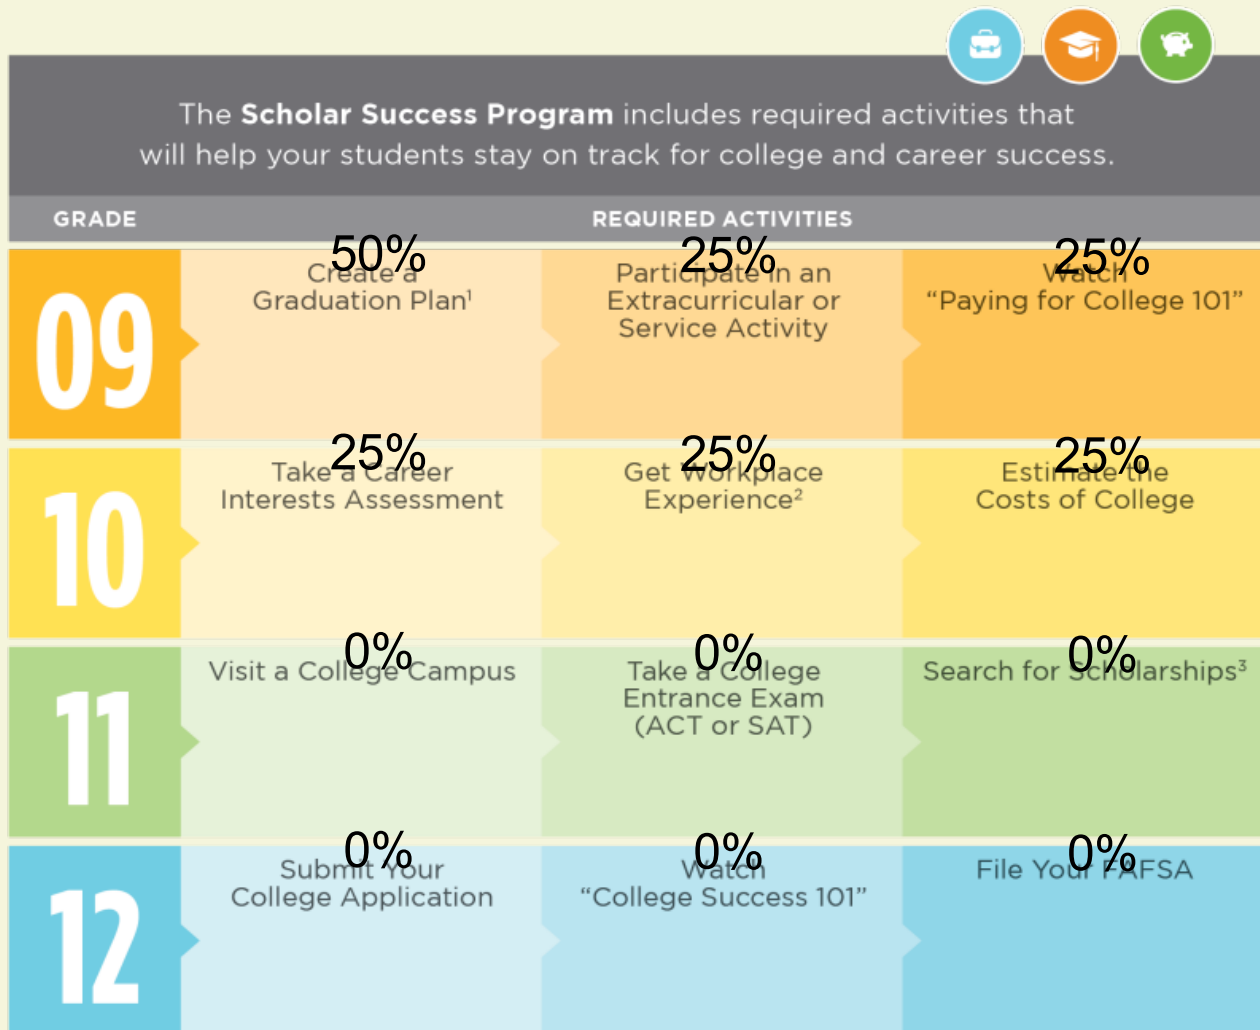 The Scholar Success Program includes required activities that
will help your students stay on track for college and career success.
GRADE
REQUIRED ACTIVITIES
09
50%
Create a
Graduation Plan¹
25%
Participate in an
Extracurricular or
Service Activity
25%
Watch
“Paying for College 101”
10
25%
Take a Career
Interests Assessment
25%
Get Workplace
Experience²
25%
Estimate the
Costs of College
11
0%
Visit a College Campus
0%
Take a College
Entrance Exam
(ACT or SAT)
0%
Search for Scholarships³
12
0%
Submit Your
College Application
0%
Watch
“College Success 101”
0%
File Your FAFSA